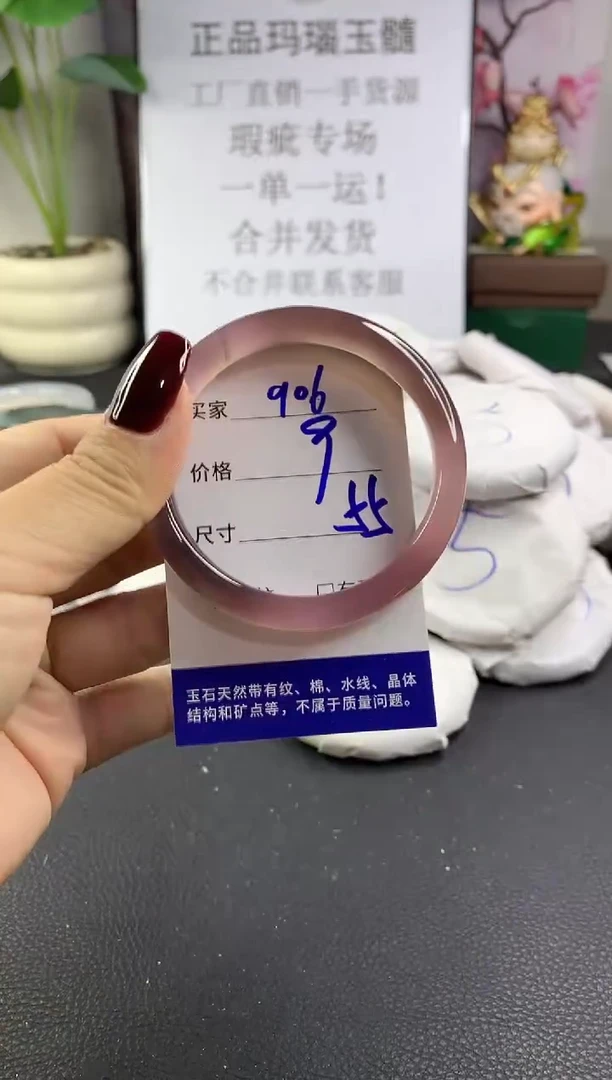 正品玛瑙玉髓
工厂直销一手货源
瑕疵专场
一单一运！
合并发货
不合并联系客服
买家 906
价格 9
尺寸 55
玉石天然带有纹、棉、水线、晶体
结构和矿点等，不属于质量问题。
5